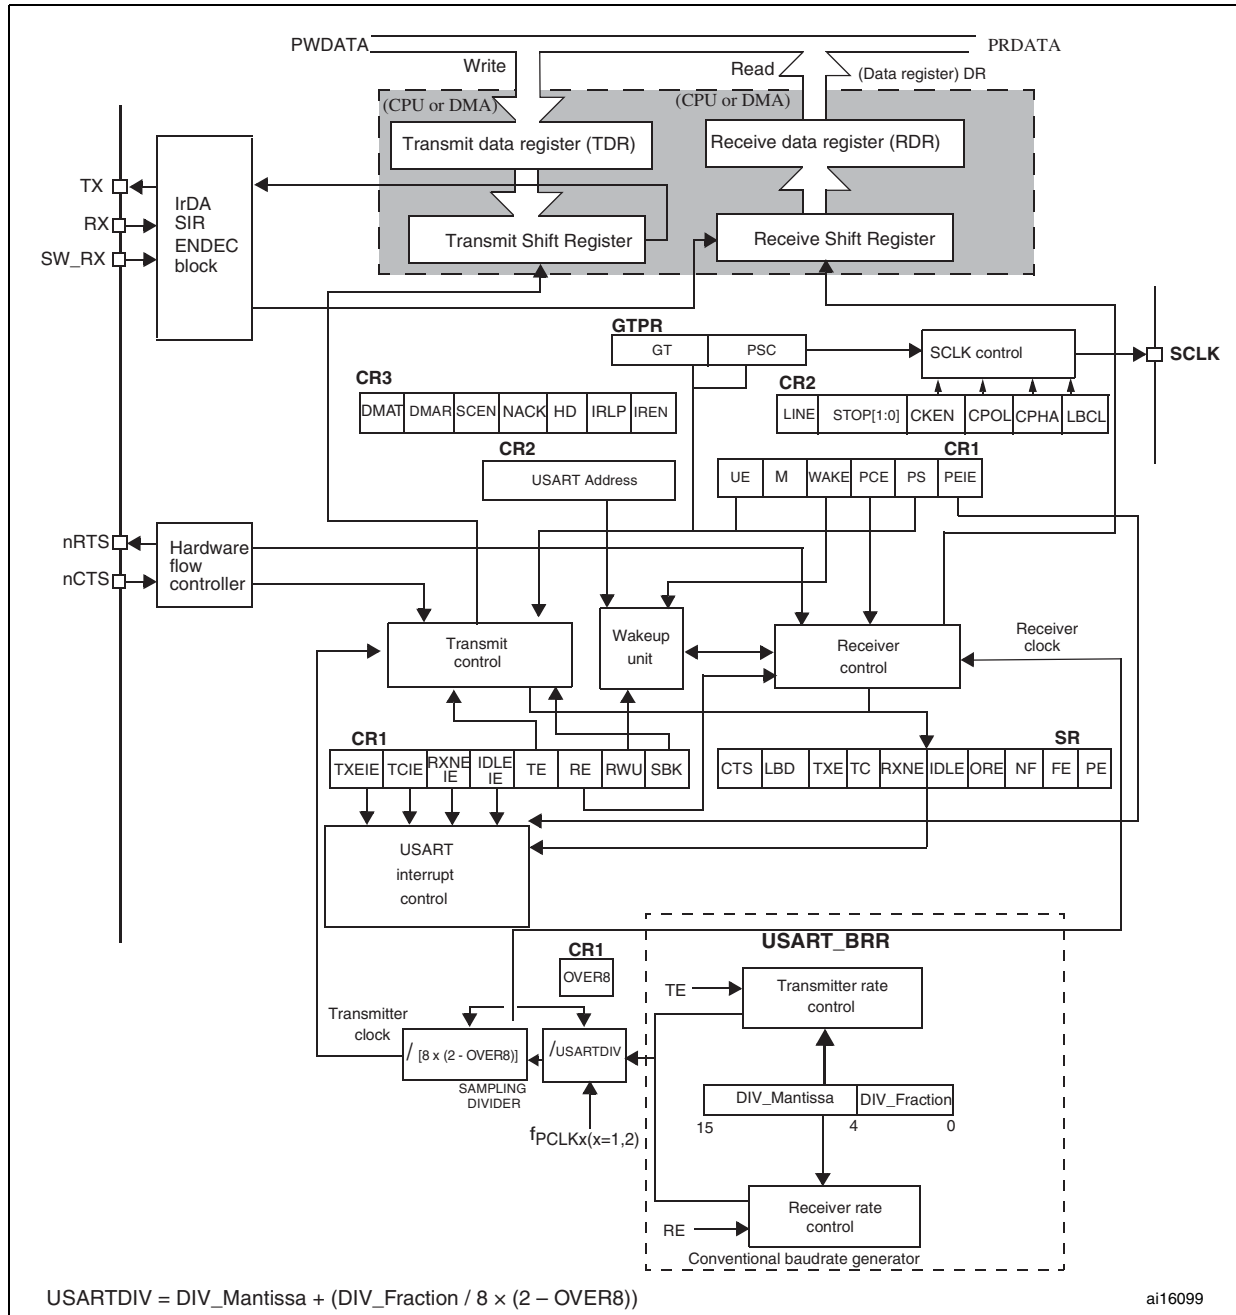 PWDATA
PRDATA
Write
Read
(Data register) DR
(CPU or DMA)
(CPU or DMA)
Transmit data register (TDR)
Receive data register (RDR)
TX
RX
SW_RX
IrDA
SIR
ENDEC
block
Transmit Shift Register
Receive Shift Register
GTPR
GT
PSC
SCLK control
SCLK
CR3
DMAT
DMAR
SCEN
NACK
HD
IRLP
IREN
CR2
LINE
STOP[1:0]
CKEN
CPOL
CPHA
LBCL
CR2
USART Address
CR1
UE
M
WAKE
PCE
PS
PEIE
nRTS
nCTS
Hardware
flow
controller
Transmit
control
Wakeup
unit
Receiver
control
Receiver
clock
CR1
TXEIE
TCIE
RXNE
IE
IDLE
IE
TE
RE
RWU
SBK
SR
CTS
LBD
TXE
TC
RXNE
IDLE
ORE
NF
FE
PE
USART
interrupt
control
USART_BRR
CR1
OVER8
TE
Transmitter rate
control
Transmitter
clock
/ [8 x (2 - OVER8)]
/USARTDIV
SAMPLING
DIVIDER
fPCLKx(x=1,2)
DIV_Mantissa
DIV_Fraction
15
4
0
Receiver rate
control
RE
Conventional baudrate generator
USARTDIV = DIV_Mantissa + (DIV_Fraction / 8 × (2 – OVER8))
ai16099